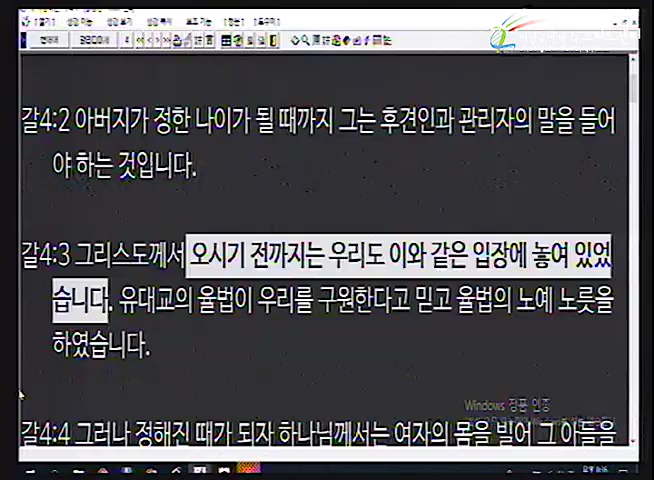 갈4:2 아버지가 정한 나이가 될 때까지 그는 후견인과 관리자의 말을 들어
야 하는 것입니다.
갈4:3 그리스도께서 오시기 전까지는 우리도 이와 같은 입장에 놓여 있었
습니다. 유대교의 율법이 우리를 구원한다고 믿고 율법의 노예 노릇을
하였습니다.
Windows 정품 인증
갈4:4 그러나 정해진 때가 되자 하나님께서는 여자의 몸을 빌어 그 아들을